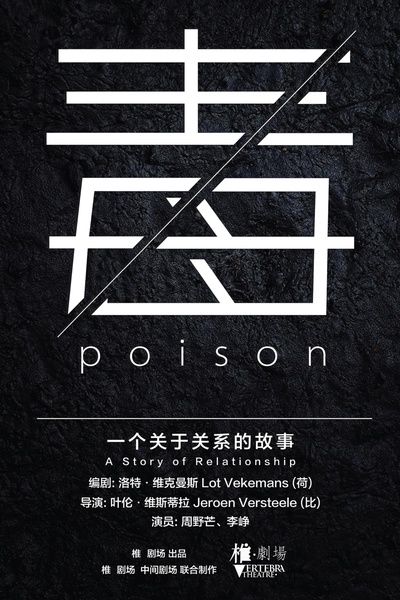 毒
poison
一个关于关系的故事
A Story of Relationship
编剧: 洛特 · 维克曼斯 Lot Vekemans (荷)
导演: 叶伦 · 维斯蒂拉 Jeroen Versteele (比)
演员: 周野芒、李峥
椎 剧场 出品
椎 剧场 中间剧场 联合制作
椎·劇場
VERTEBRA
THEATRE